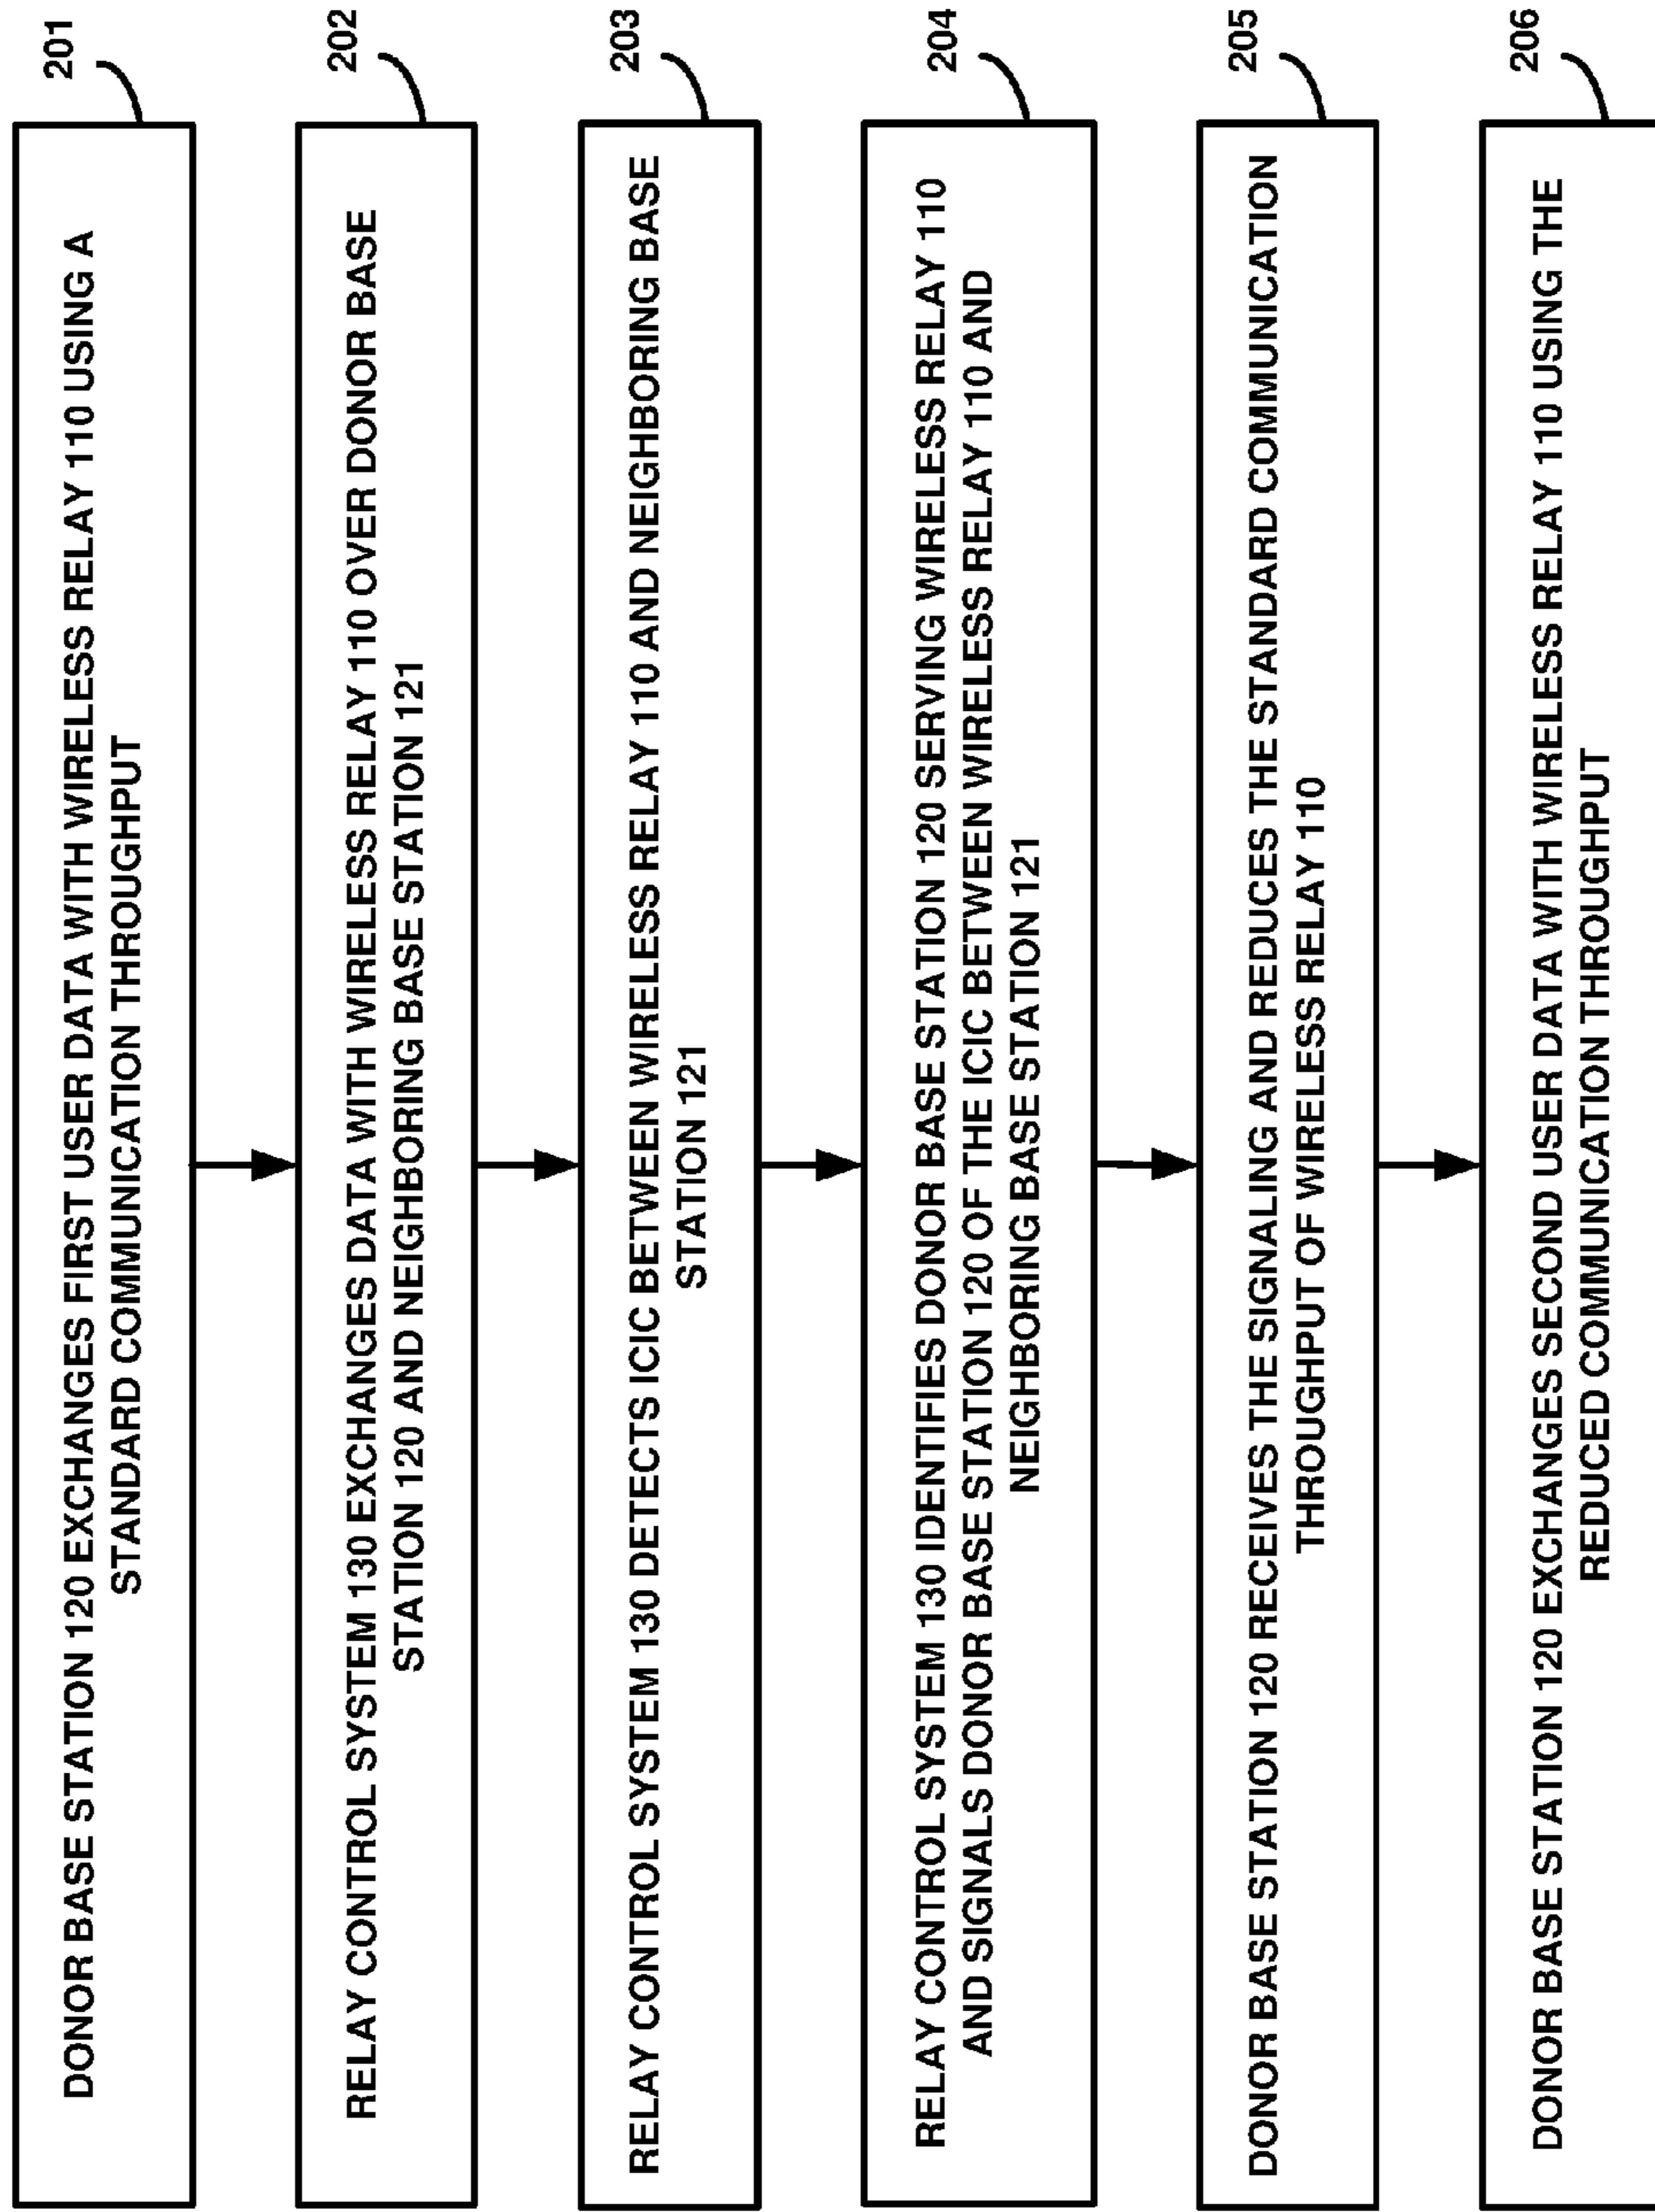 201
DONOR BASE STATION 120 EXCHANGES FIRST USER DATA WITH WIRELESS RELAY 110 USING A
STANDARD COMMUNICATION THROUGHPUT
202
RELAY CONTROL SYSTEM 130 EXCHANGES DATA WITH WIRELESS RELAY 110 OVER DONOR BASE
STATION 120 AND NEIGHBORING BASE STATION 121
203
RELAY CONTROL SYSTEM 130 DETECTS ICIC BETWEEN WIRELESS RELAY 110 AND NEIGHBORING BASE
STATION 121
204
RELAY CONTROL SYSTEM 130 IDENTIFIES DONOR BASE STATION 120 SERVING WIRELESS RELAY 110
AND SIGNALS DONOR BASE STATION 120 OF THE ICIC BETWEEN WIRELESS RELAY 110 AND
NEIGHBORING BASE STATION 121
205
DONOR BASE STATION 120 RECEIVES THE SIGNALING AND REDUCES THE STANDARD COMMUNICATION
THROUGHPUT OF WIRELESS RELAY 110
206
DONOR BASE STATION 120 EXCHANGES SECOND USER DATA WITH WIRELESS RELAY 110 USING THE
REDUCED COMMUNICATION THROUGHPUT